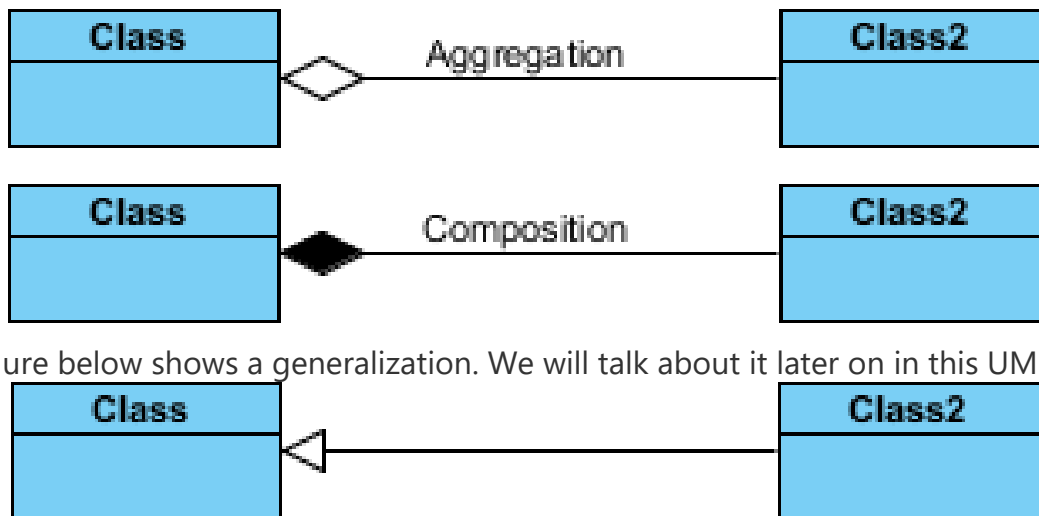 Class
Aggregation
Class2
Class
Composition
Class2
ure below shows a generalization. We will talk about it later on in this UM
Class
Class2